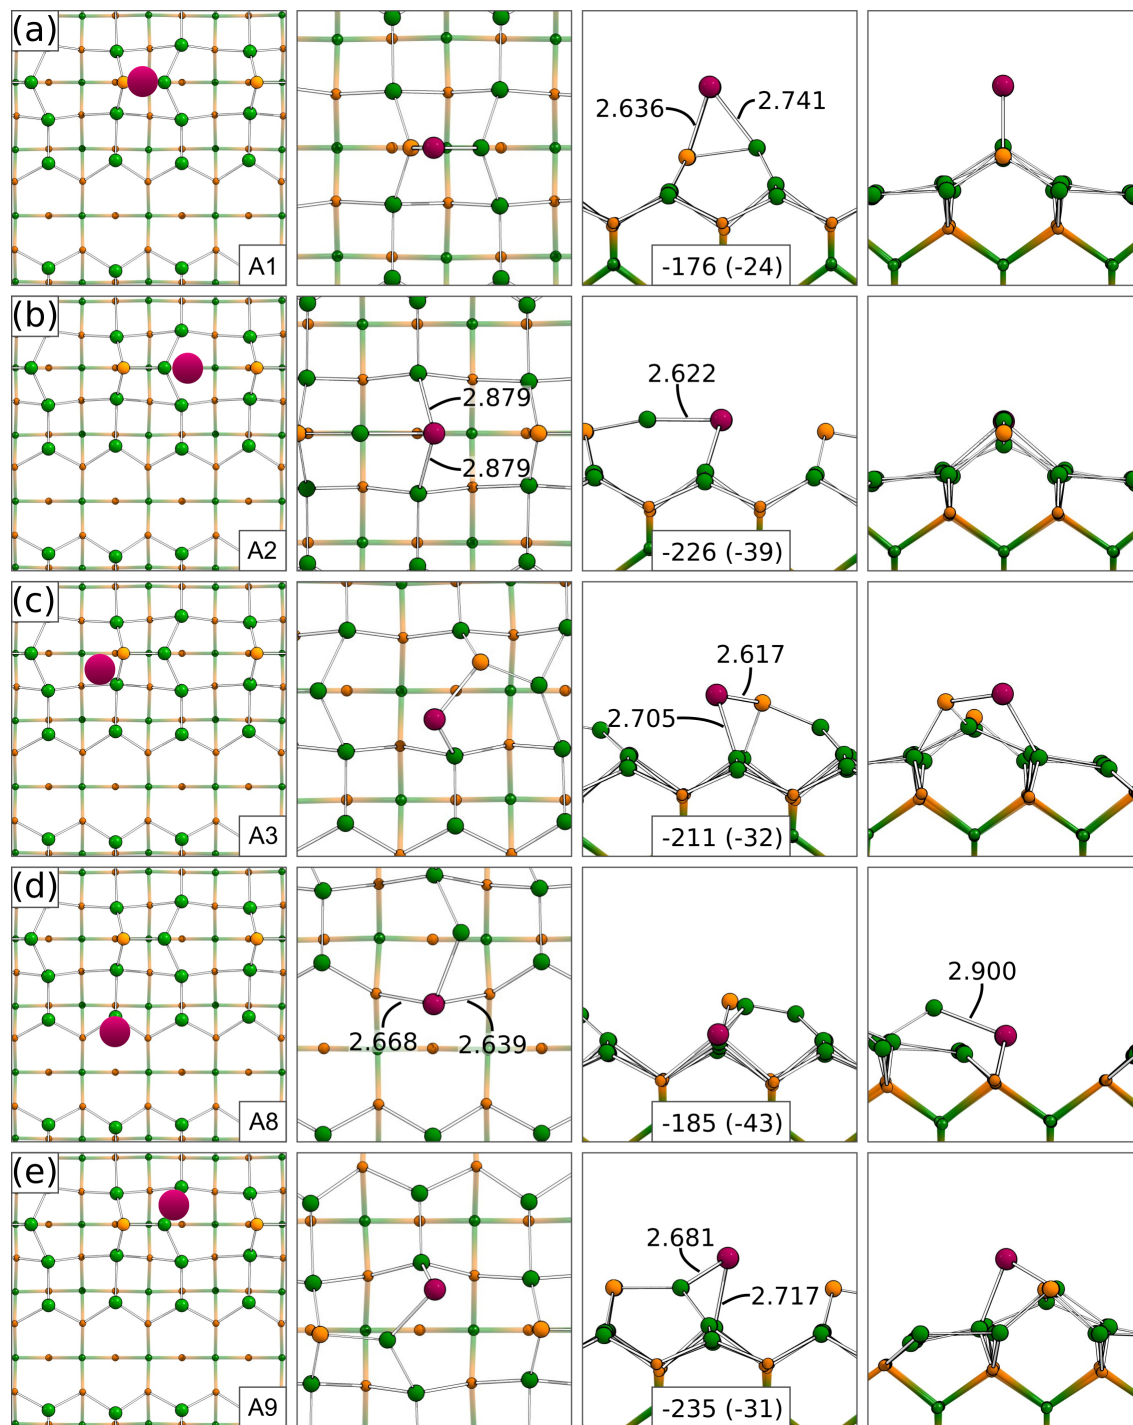 (a)
A1
2.636
2.741
-176 (-24)
(b)
A2
2.879
2.879
2.622
-226 (-39)
(c)
A3
2.617
2.705
-211 (-32)
(d)
A8
2.668
2.639
-185 (-43)
2.900
(e)
A9
2.681
2.717
-235 (-31)